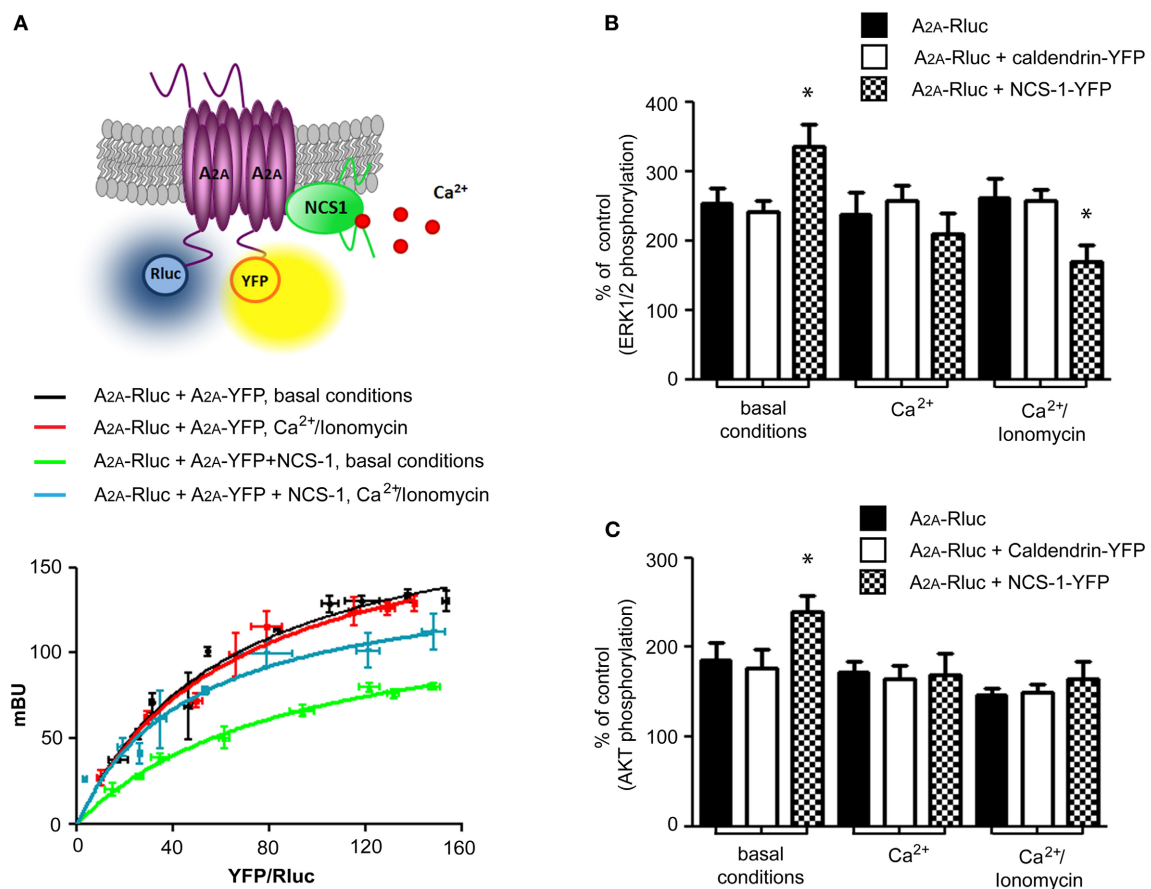 A
A2A A2A
NCS1
Ca2+
Rluc
YFP
A2A-Rluc + A2A-YFP, basal conditions
A2A-Rluc + A2A-YFP, Ca2+/Ionomycin
A2A-Rluc + A2A-YFP+NCS-1, basal conditions
A2A-Rluc + A2A-YFP + NCS-1, Ca2+/Ionomycin
150
100
50
0
mBU
0 40 80 120 160
YFP/Rluc
B
A2A-Rluc
A2A-Rluc + caldendrin-YFP
A2A-Rluc + NCS-1-YFP
400
300
200
100
0
% of control
(ERK1/2 phosphorylation)
*
*
basal
conditions
Ca2+
Ca2+/
Ionomycin
C
A2A-Rluc
A2A-Rluc + Caldendrin-YFP
A2A-Rluc + NCS-1-YFP
300
200
100
0
% of control
(AKT phosphorylation)
*
basal
conditions
Ca2+
Ca2+/
Ionomycin